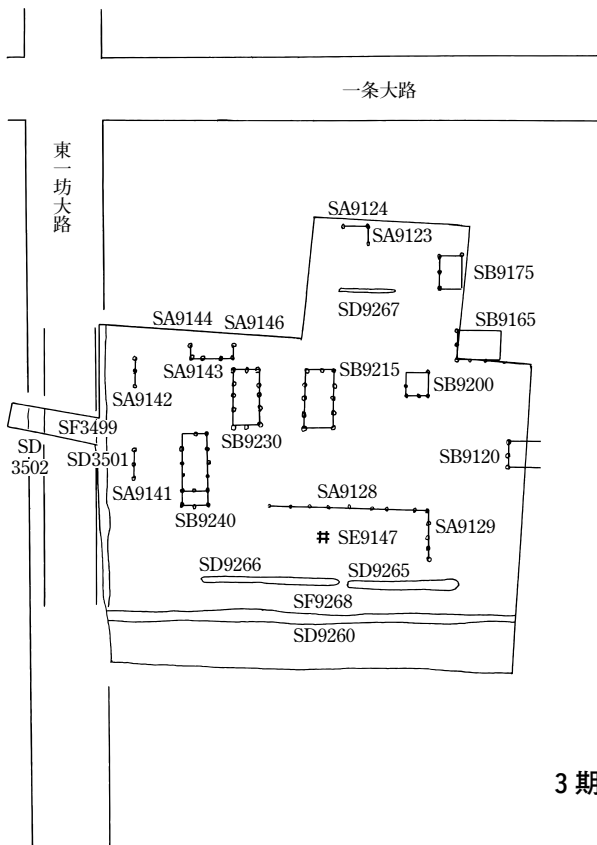 一条大路
東一坊大路
SA9124
SA9123
SB9175
SD9267
SA9144
SA9146
SB9165
SA9143
SB9215
SA9142
SB9200
SF3499
SB9230
SD
3502
SD3501
SB9120
SA9141
SA9128
SB9240
SA9129
SE9147
SD9266
SD9265
SF9268
SD9260
3期